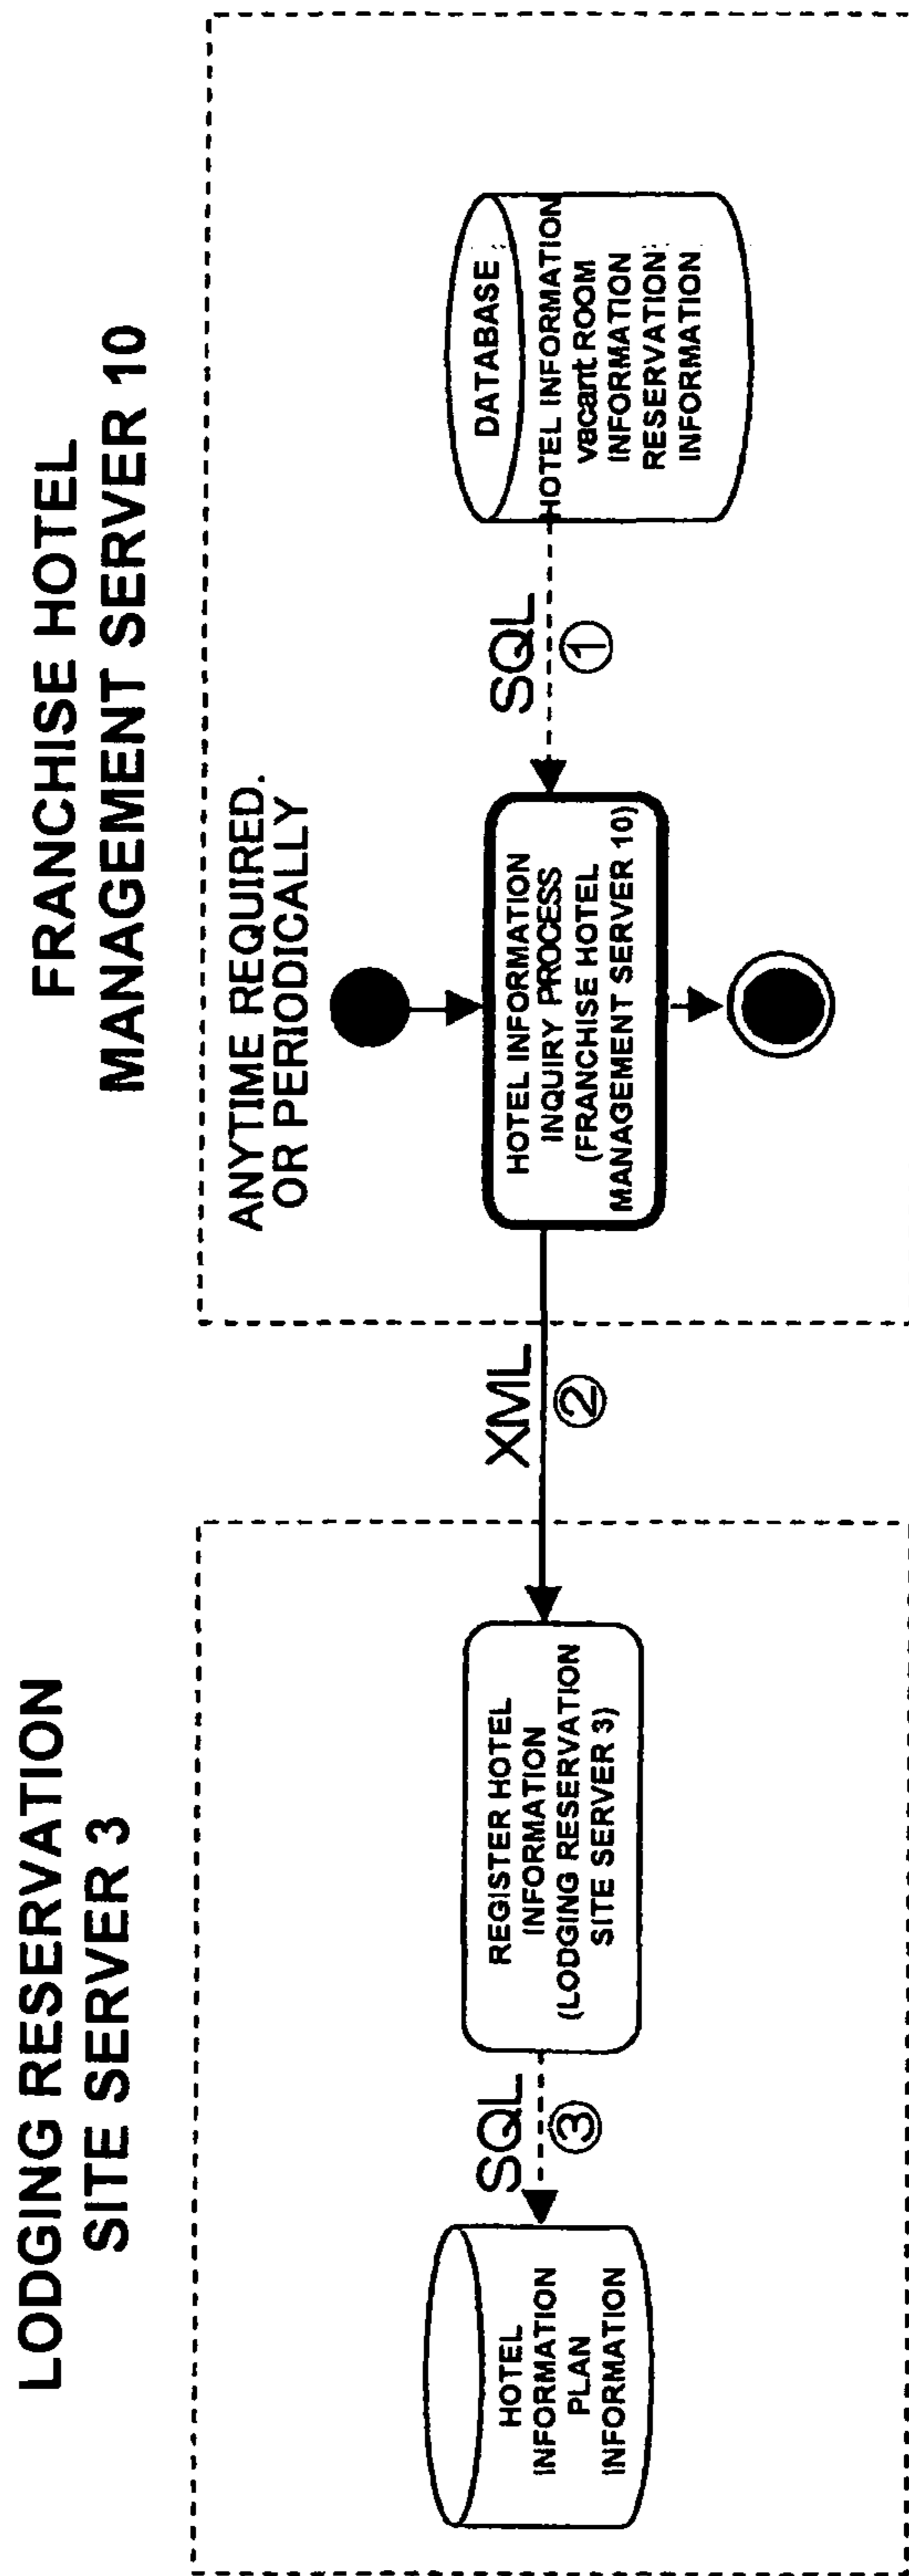 LODGING RESERVATION
SITE SERVER 3
HOTEL
INFORMATION
PLAN
INFORMATION
SQL
③
REGISTER HOTEL
INFORMATION
(LODGING RESERVATION
SITE SERVER 3)
XML
②
FRANCHISE HOTEL
MANAGEMENT SERVER 10
ANYTIME REQUIRED.
OR PERIODICALLY
HOTEL INFORMATION
INQUIRY PROCESS
(FRANCHISE HOTEL
MANAGEMENT SERVER 10)
SQL
①
DATABASE
HOTEL INFORMATION
vacant ROOM
INFORMATION
RESERVATION
INFORMATION